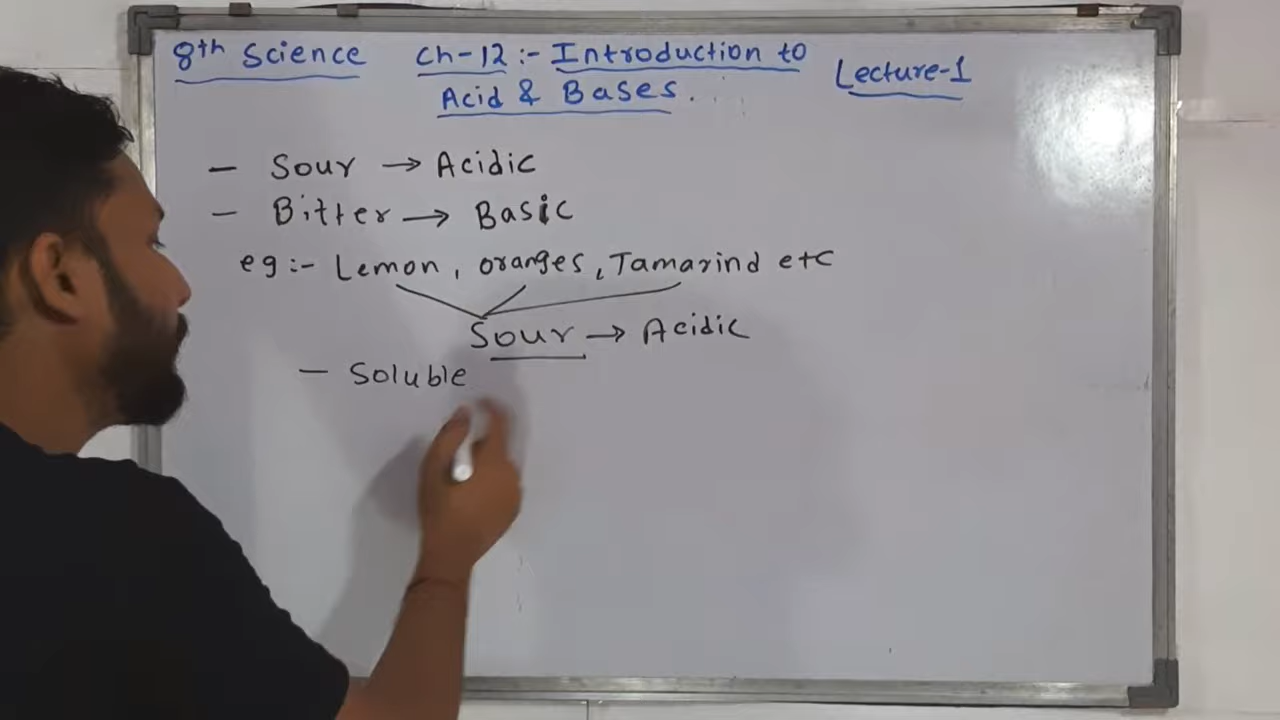 8th Science Ch-12 :- Introduction to
Acid & Bases. Lecture-1
- Sour → Acidic
- Bitter → Basic
eg :- Lemon, oranges, Tamarind etc
Sour → Acidic
- Soluble